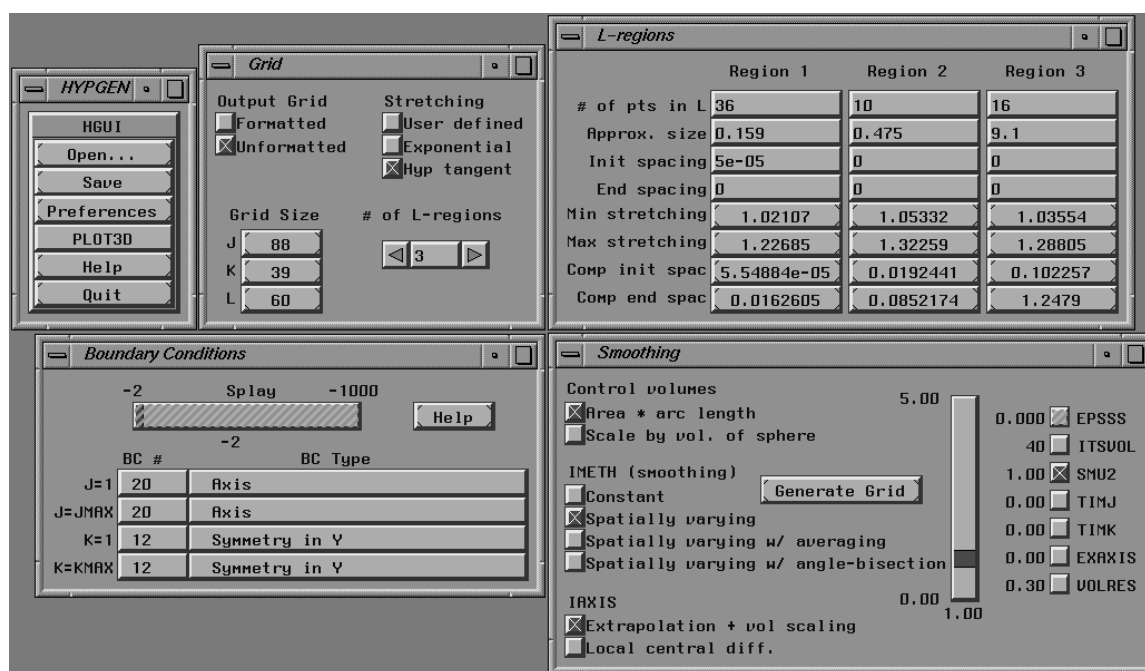 HYPGEN
HGUI
Open...
Save
Preferences
PLOT3D
Help
Quit
Grid
Output Grid Stretching
Formatted User defined
Unformatted Exponential
Hyp tangent
Grid Size # of L-regions
J 88
3
K 39
L 60
L-regions
Region 1 Region 2 Region 3
# of pts in L 36 10 16
Approx. size 0.159 0.475 9.1
Init spacing 5e-05 0 0
End spacing 0 0 0
Min stretching 1.02107 1.05332 1.03554
Max stretching 1.22685 1.32259 1.28805
Comp init spac 5.54884e-05 0.0192441 0.102257
Comp end spac 0.0162605 0.0852174 1.2479
Boundary Conditions
-2 Splay -1000
Help
-2
BC # BC Type
J=1 20 Axis
J=JMAX 20 Axis
K=1 12 Symmetry in Y
K=KMAX 12 Symmetry in Y
Smoothing
Control volumes
Area * arc length
Scale by vol. of sphere
IMETH (smoothing)
Constant
Spatially varying
Spatially varying w/ averaging
Spatially varying w/ angle-bisection
IAXIS
Extrapolation + vol scaling
Local central diff.
Generate Grid
5.00
0.00
1.00
0.000 EPSSS
40 ITSVOL
1.00 SMU2
0.00 TIMJ
0.00 TIMK
0.00 EXAXIS
0.30 VOLRES